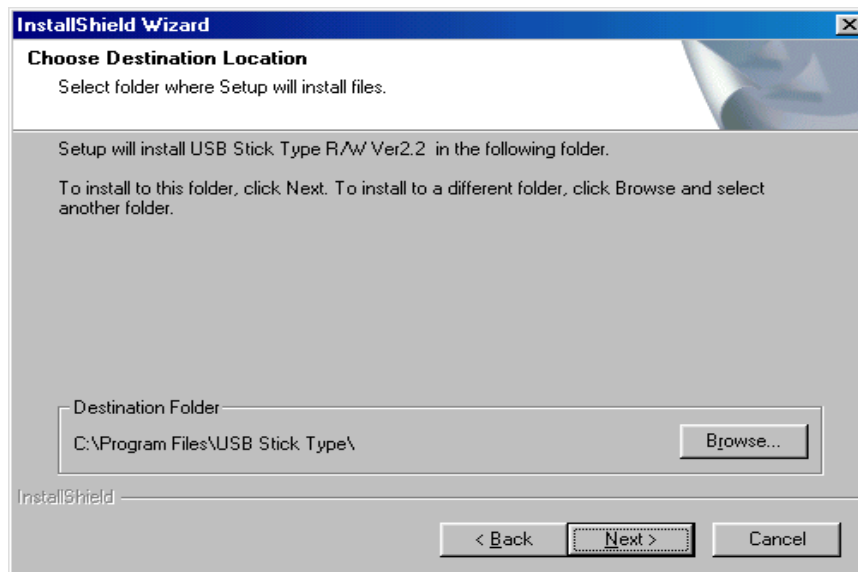 InstallShield Wizard
Choose Destination Location
Select folder where Setup will install files.
Setup will install USB Stick Type R/W Ver2.2 in the following folder.
To install to this folder, click Next. To install to a different folder, click Browse and select
another folder.
Destination Folder
C:\Program Files\USB Stick Type\
Browse...
InstallShield
< Back
Next >
Cancel